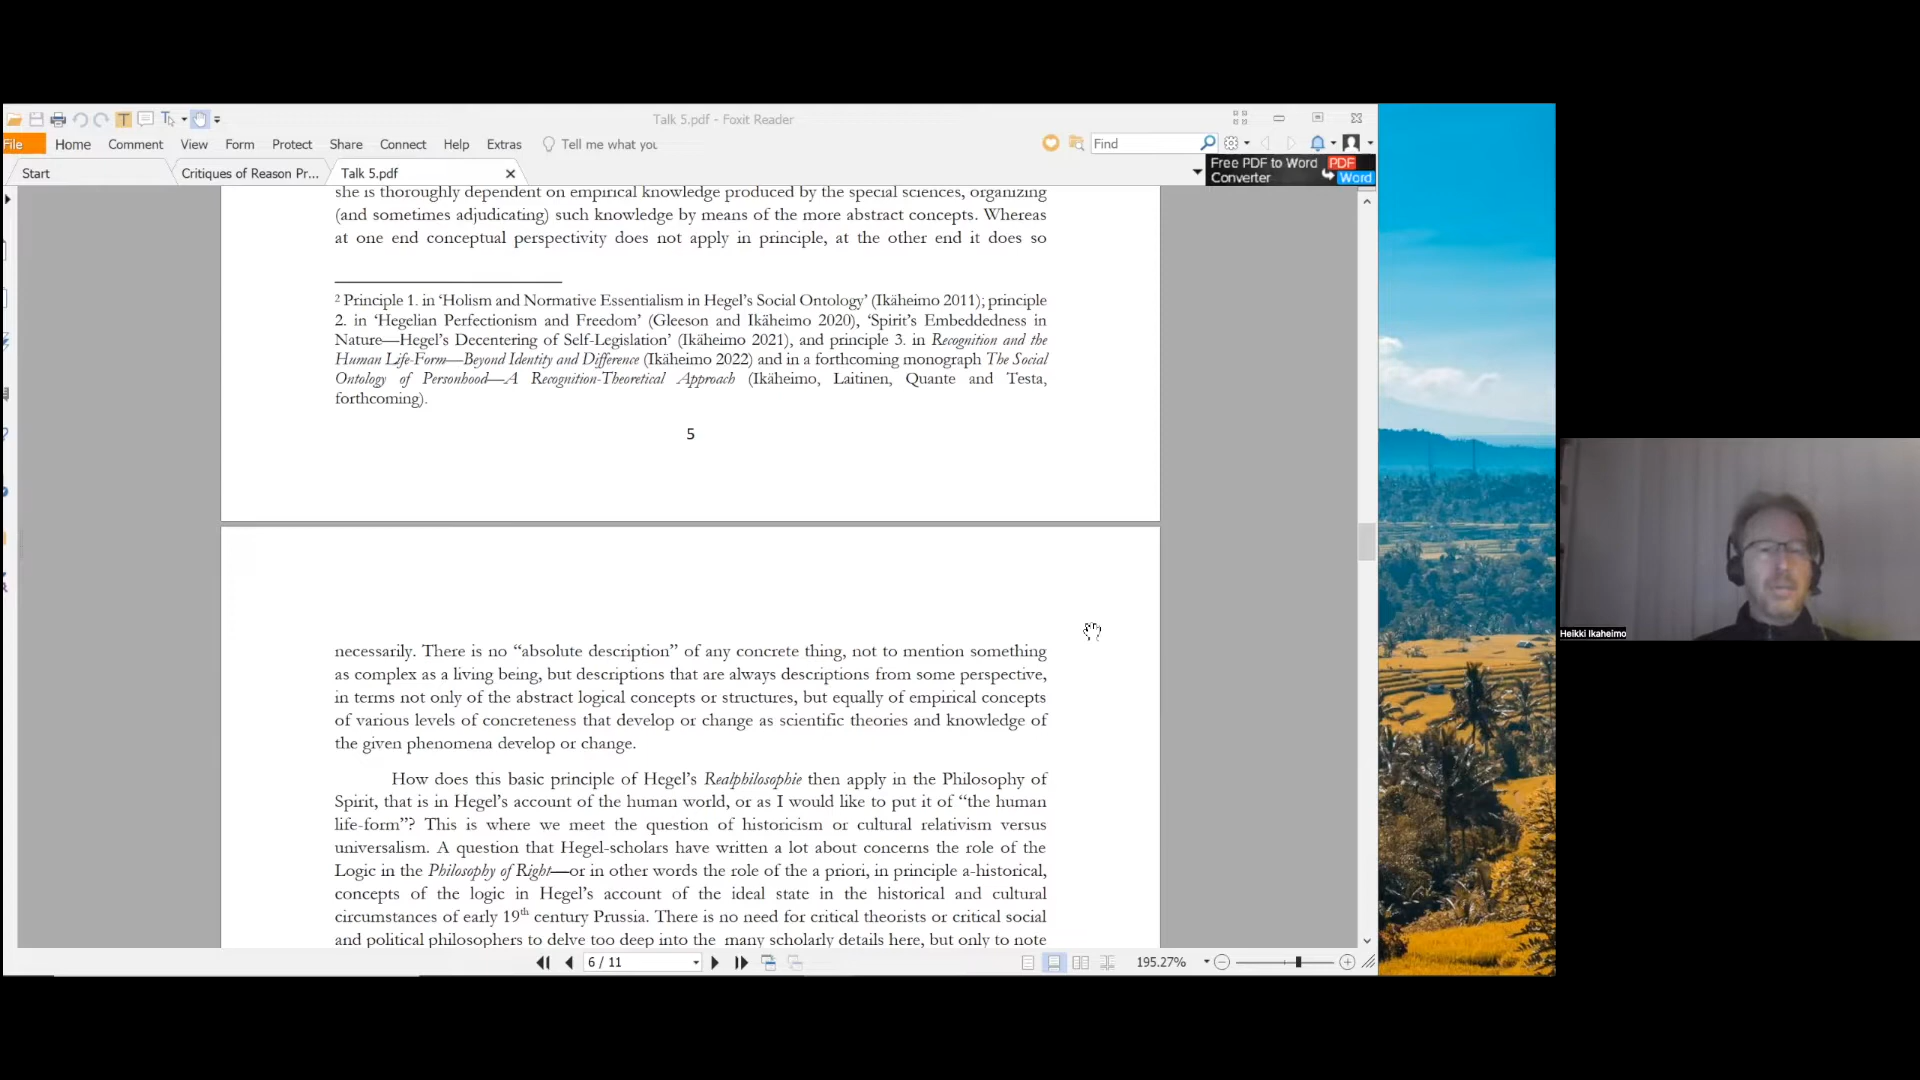 Talk 5.pdf - Foxit Reader
File Home Comment View Form Protect Share Connect Help Extras Tell me what you Find
Free PDF to Word Converter PDF Word
Start Critiques of Reason Pr... Talk 5.pdf
she is thoroughly dependent on empirical knowledge produced by the special sciences, organizing
(and sometimes adjudicating) such knowledge by means of the more abstract concepts. Whereas
at one end conceptual perspectivity does not apply in principle, at the other end it does so
2 Principle 1. in ‘Holism and Normative Essentialism in Hegel’s Social Ontology’ (Ikäheimo 2011); principle
2. in ‘Hegelian Perfectionism and Freedom’ (Gleeson and Ikäheimo 2020), ‘Spirit’s Embeddedness in
Nature—Hegel’s Decentering of Self-Legislation’ (Ikäheimo 2021), and principle 3. in Recognition and the
Human Life-Form—Beyond Identity and Difference (Ikäheimo 2022) and in a forthcoming monograph The Social
Ontology of Personhood—A Recognition-Theoretical Approach (Ikäheimo, Laitinen, Quante and Testa,
forthcoming).
5
necessarily. There is no “absolute description” of any concrete thing, not to mention something
as complex as a living being, but descriptions that are always descriptions from some perspective,
in terms not only of the abstract logical concepts or structures, but equally of empirical concepts
of various levels of concreteness that develop or change as scientific theories and knowledge of
the given phenomena develop or change.
How does this basic principle of Hegel’s Realphilosophie then apply in the Philosophy of
Spirit, that is in Hegel’s account of the human world, or as I would like to put it of “the human
life-form”? This is where we meet the question of historicism or cultural relativism versus
universalism. A question that Hegel-scholars have written a lot about concerns the role of the
Logic in the Philosophy of Right—or in other words the role of the a priori, in principle a-historical,
concepts of the logic in Hegel’s account of the ideal state in the historical and cultural
circumstances of early 19th century Prussia. There is no need for critical theorists or critical social
and political philosophers to delve too deep into the many scholarly details here, but only to note
6 / 11
195.27%
Heikki Ikaheimo